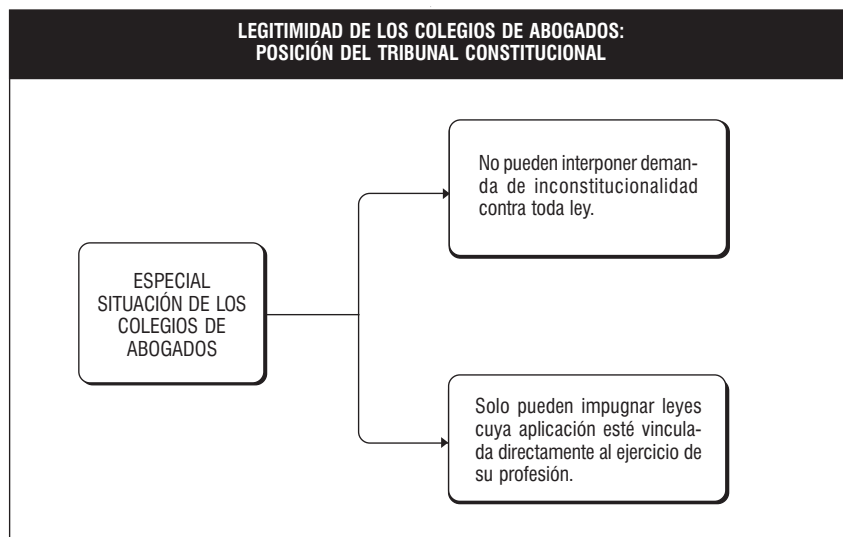 LEGITIMIDAD DE LOS COLEGIOS DE ABOGADOS:
POSICIÓN DEL TRIBUNAL CONSTITUCIONAL
No pueden interponer deman-
da de inconstitucionalidad
contra toda ley.
ESPECIAL
SITUACIÓN DE LOS
COLEGIOS DE
ABOGADOS
Solo pueden impugnar leyes
cuya aplicación esté vincula-
da directamente al ejercicio de
su profesión.